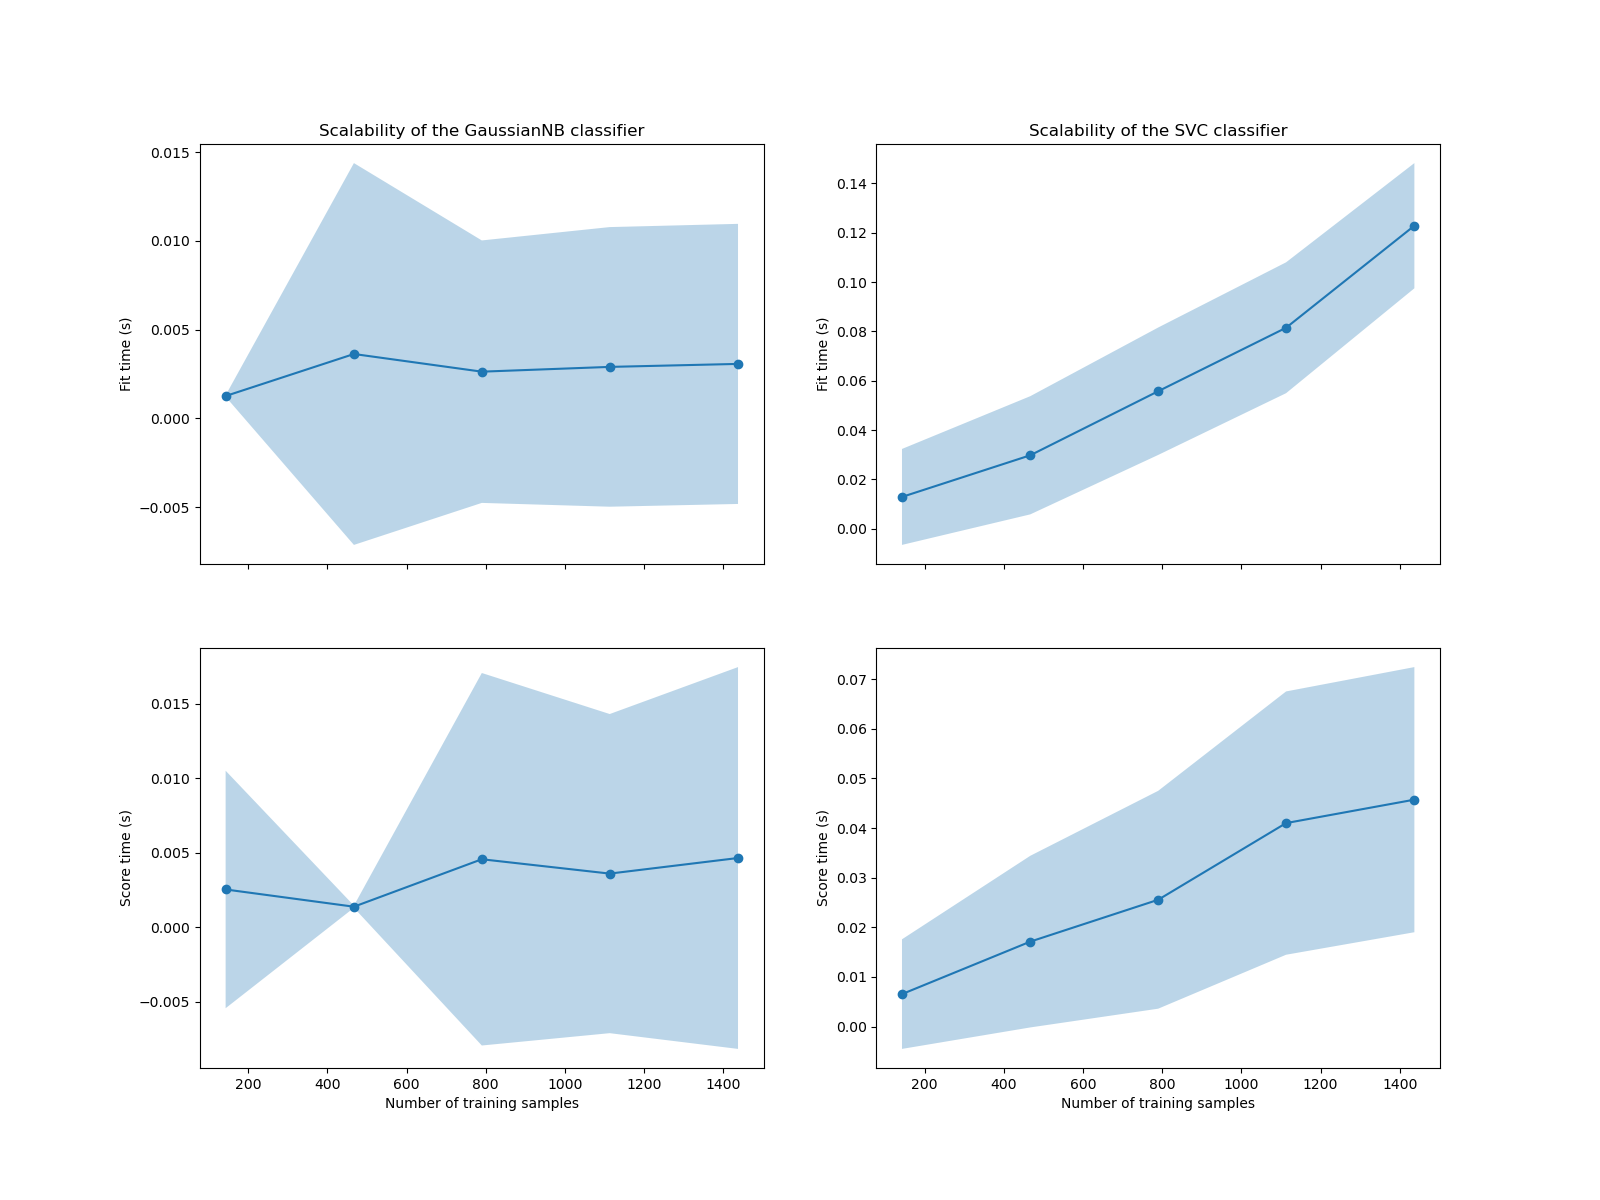 Scalability of the GaussianNB classifier
0.015
0.010
0.005
0.000
−0.005
Fit time (s)
Scalability of the SVC classifier
0.14
0.12
0.10
0.08
0.06
0.04
0.02
0.00
Fit time (s)
0.015
0.010
0.005
0.000
−0.005
Score time (s)
200 400 600 800 1000 1200 1400
Number of training samples
0.07
0.06
0.05
0.04
0.03
0.02
0.01
0.00
Score time (s)
200 400 600 800 1000 1200 1400
Number of training samples